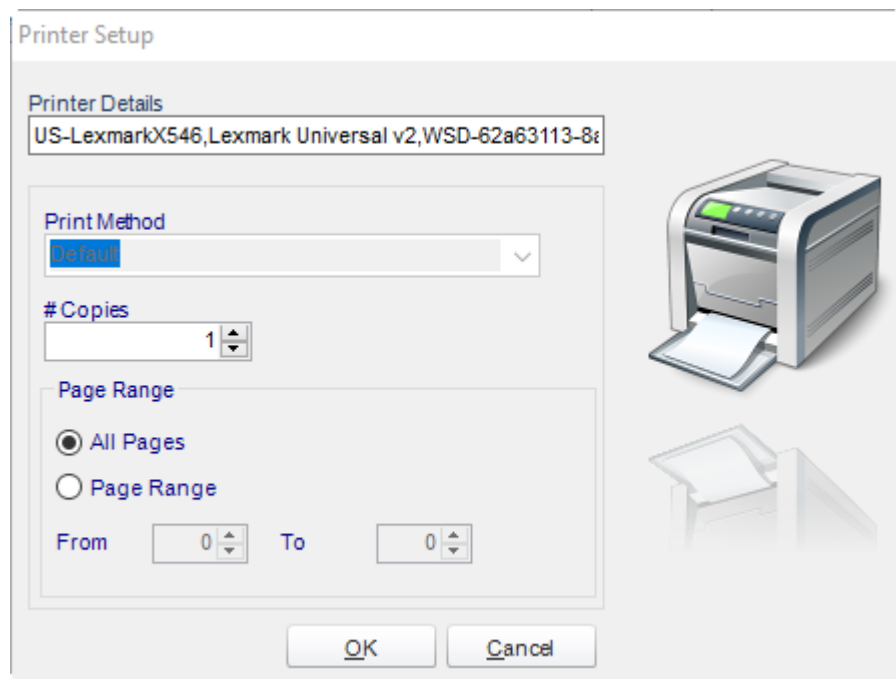 Printer Setup
Printer Details
US-LexmarkX546,Lexmark Universal v2,WSD-62a63113-8a
Print Method
Default
# Copies
1
Page Range
All Pages
Page Range
From 0 To 0
OK Cancel